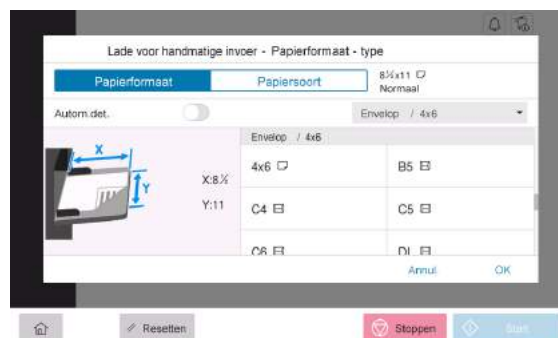 Lade voor handmatige invoer - Papierformaat - type
Papierformaat
Papiersoort
8½x11
Normaal
Autom.det.
Envelop / 4x6
Envelop / 4x6
X
Y
X:8½
Y:11
4x6
B5
C4
C5
C6
DL
Annul.
OK
Resetten
Stoppen
Start